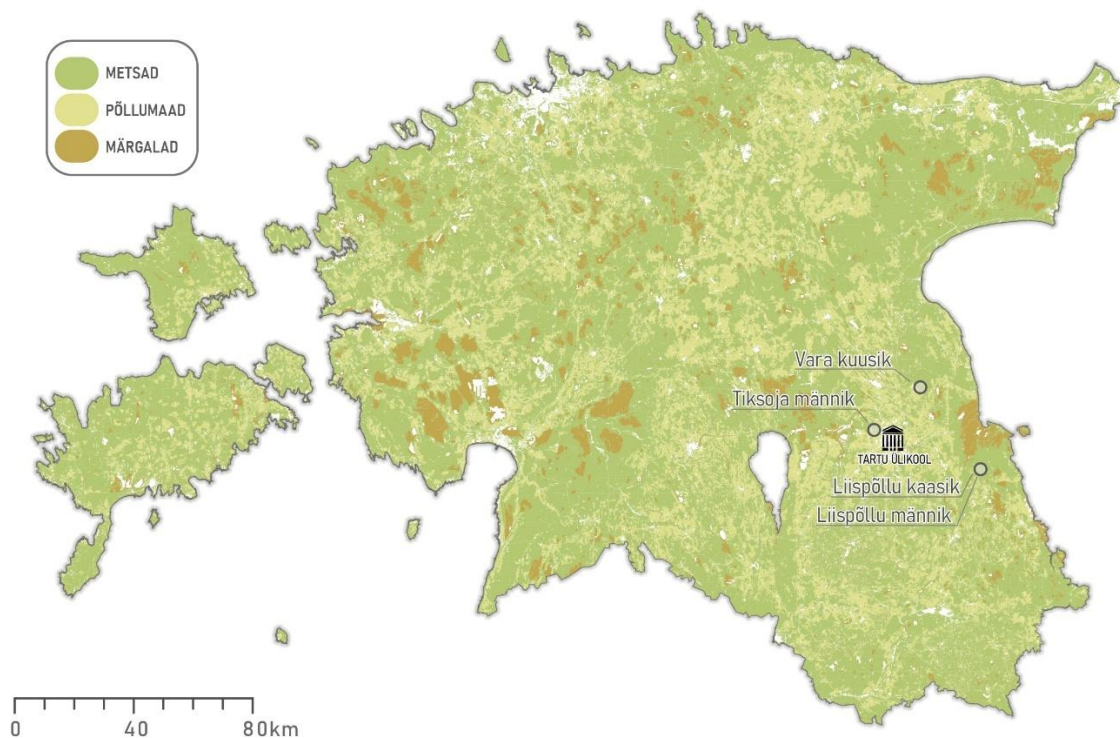 METSAD
PÕLLUMAAD
MÄRGALAD
Vara kuusik
Tiksoja männik
TARTU ÜLIKOOL
Liispõllu kaasik
Liispõllu männik
0 40 80km